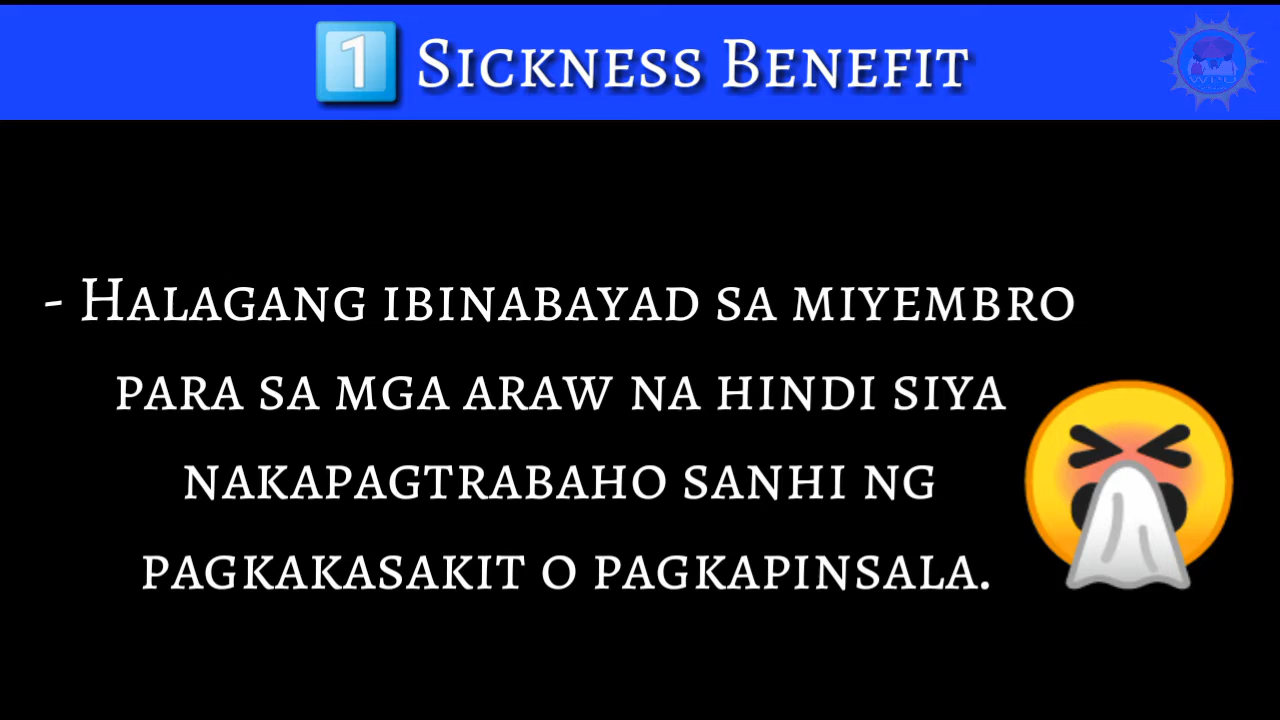 1 Sickness Benefit
- Halagang ibinabayad sa miyembro
para sa mga araw na hindi siya
nakapagtrabaho sanhi ng
pagkakasakit o pagkapinsala.